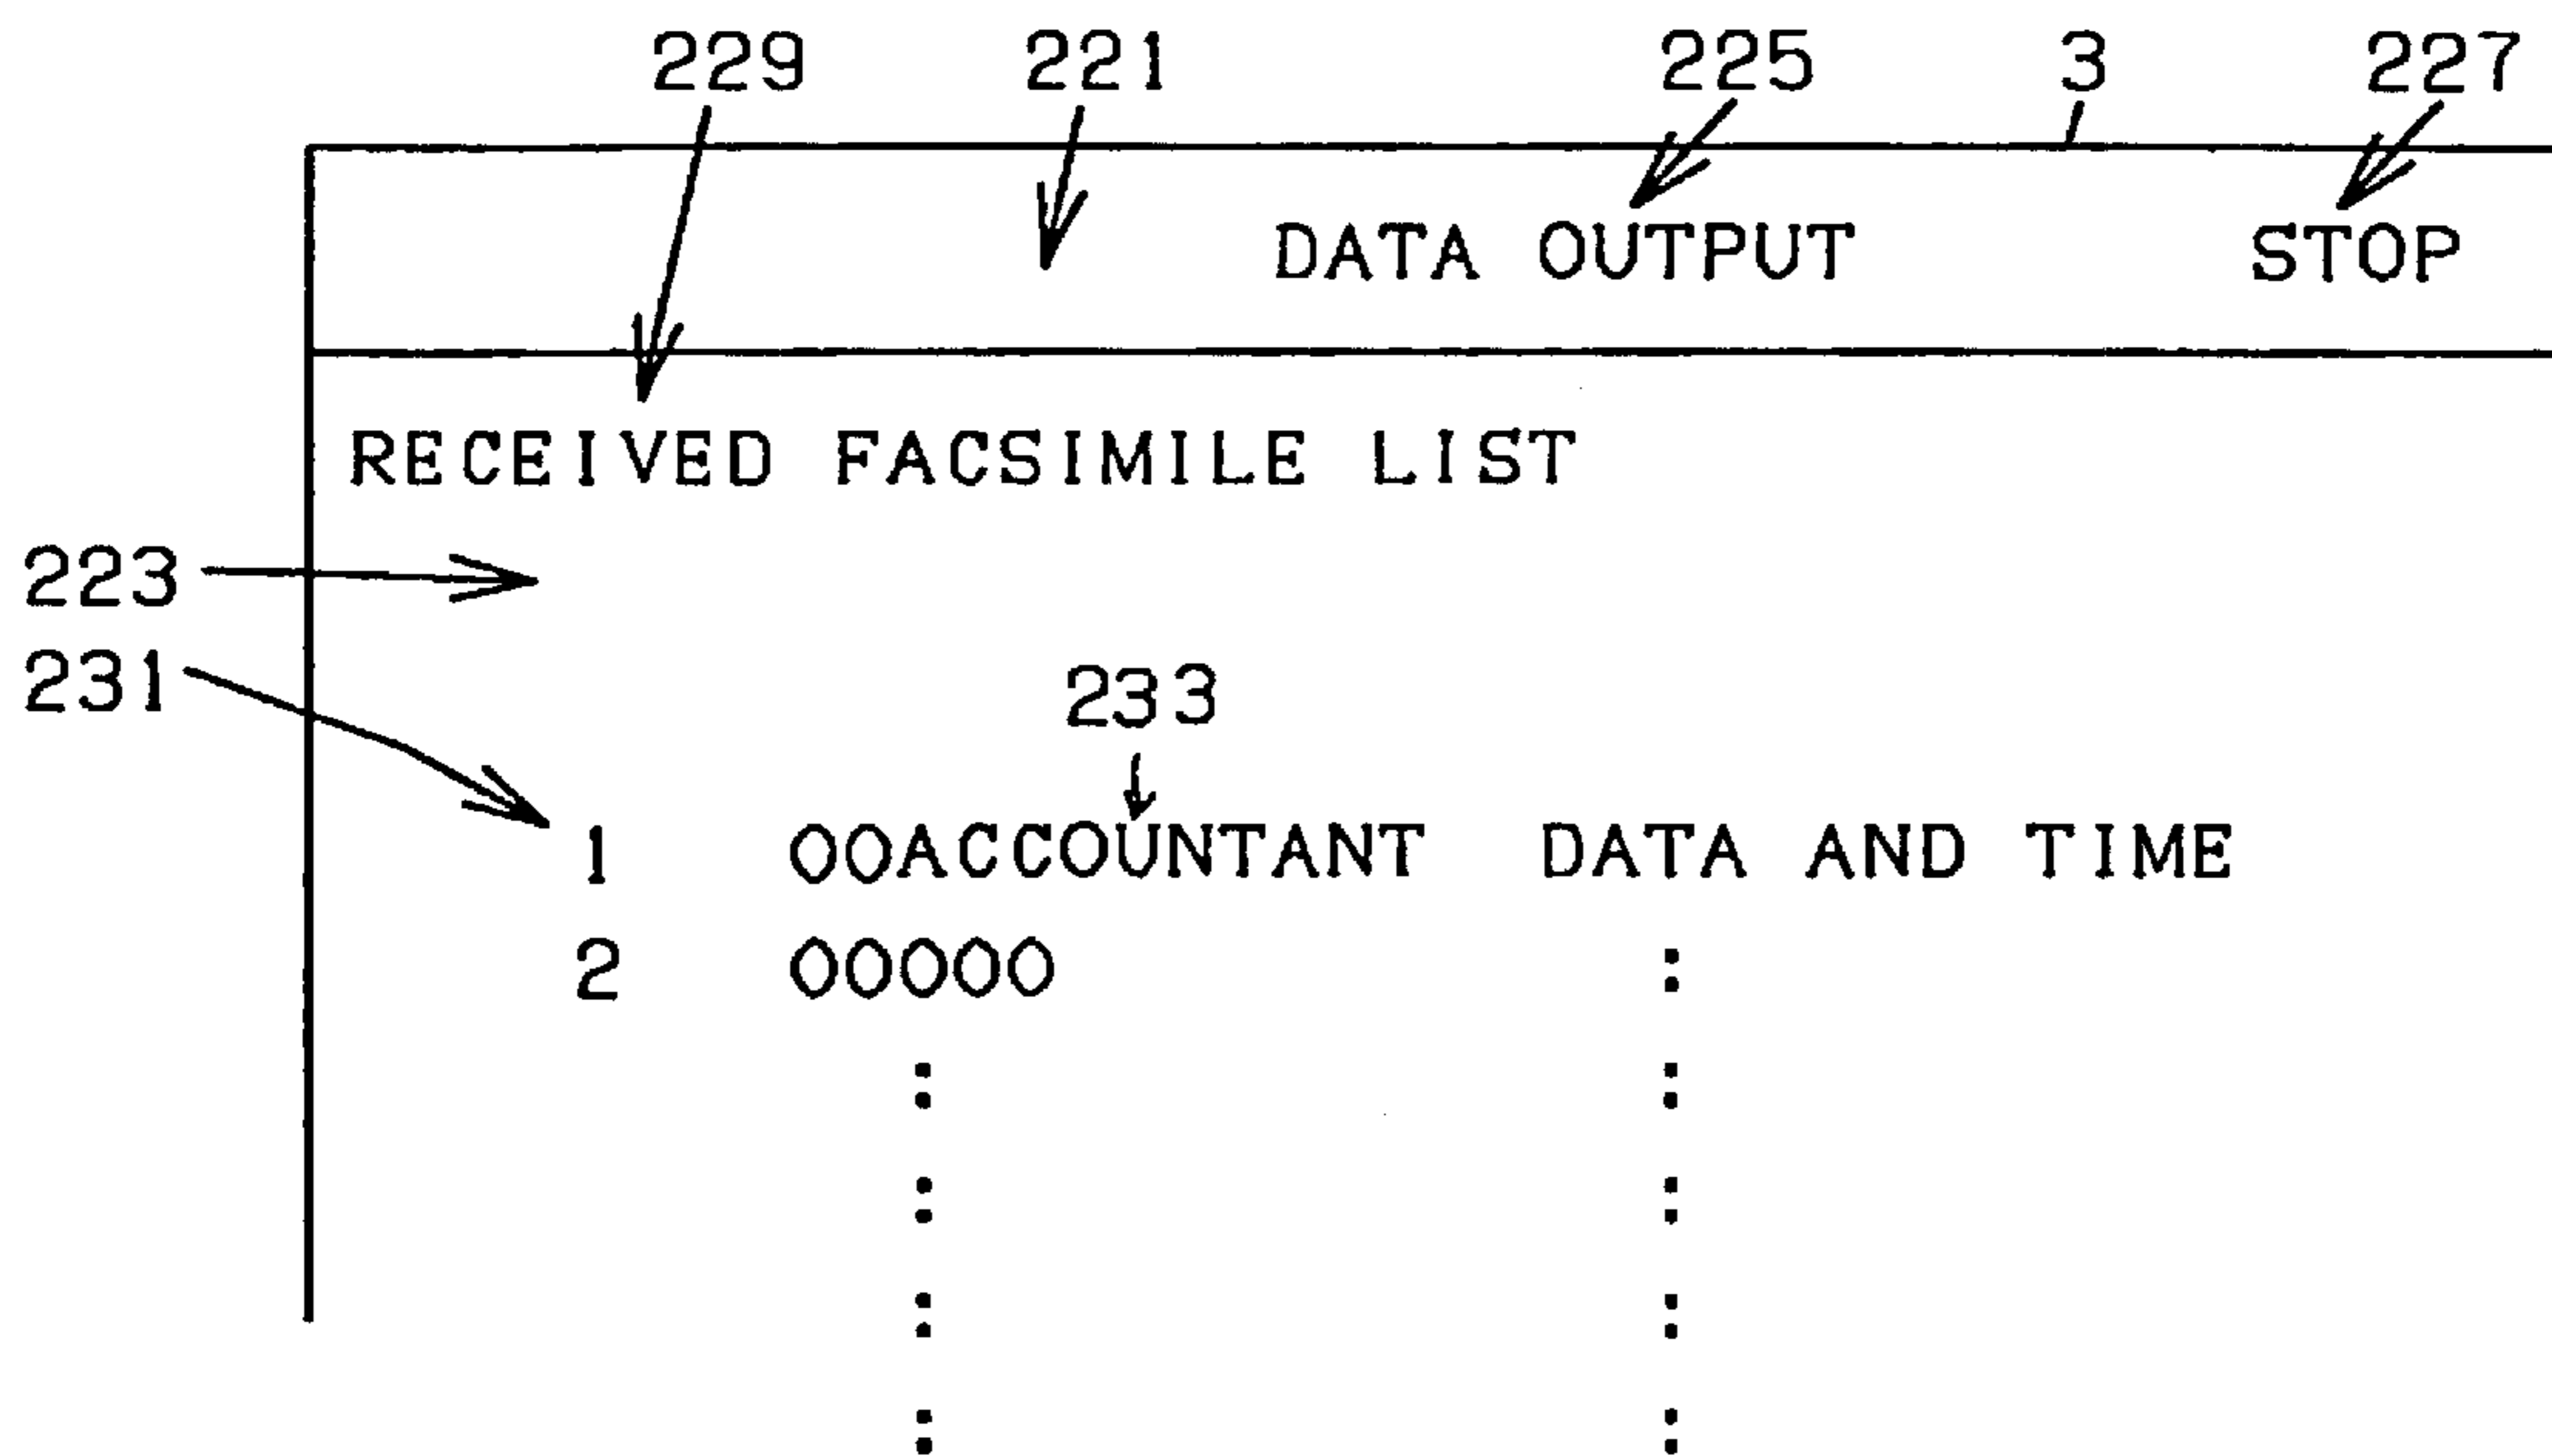 229 221 225 3 227
DATA OUTPUT STOP
RECEIVED FACSIMILE LIST
223
231
233
1 OOACCOUNTANT DATA AND TIME
2 OOOOO :
: :
: :
: :
: :